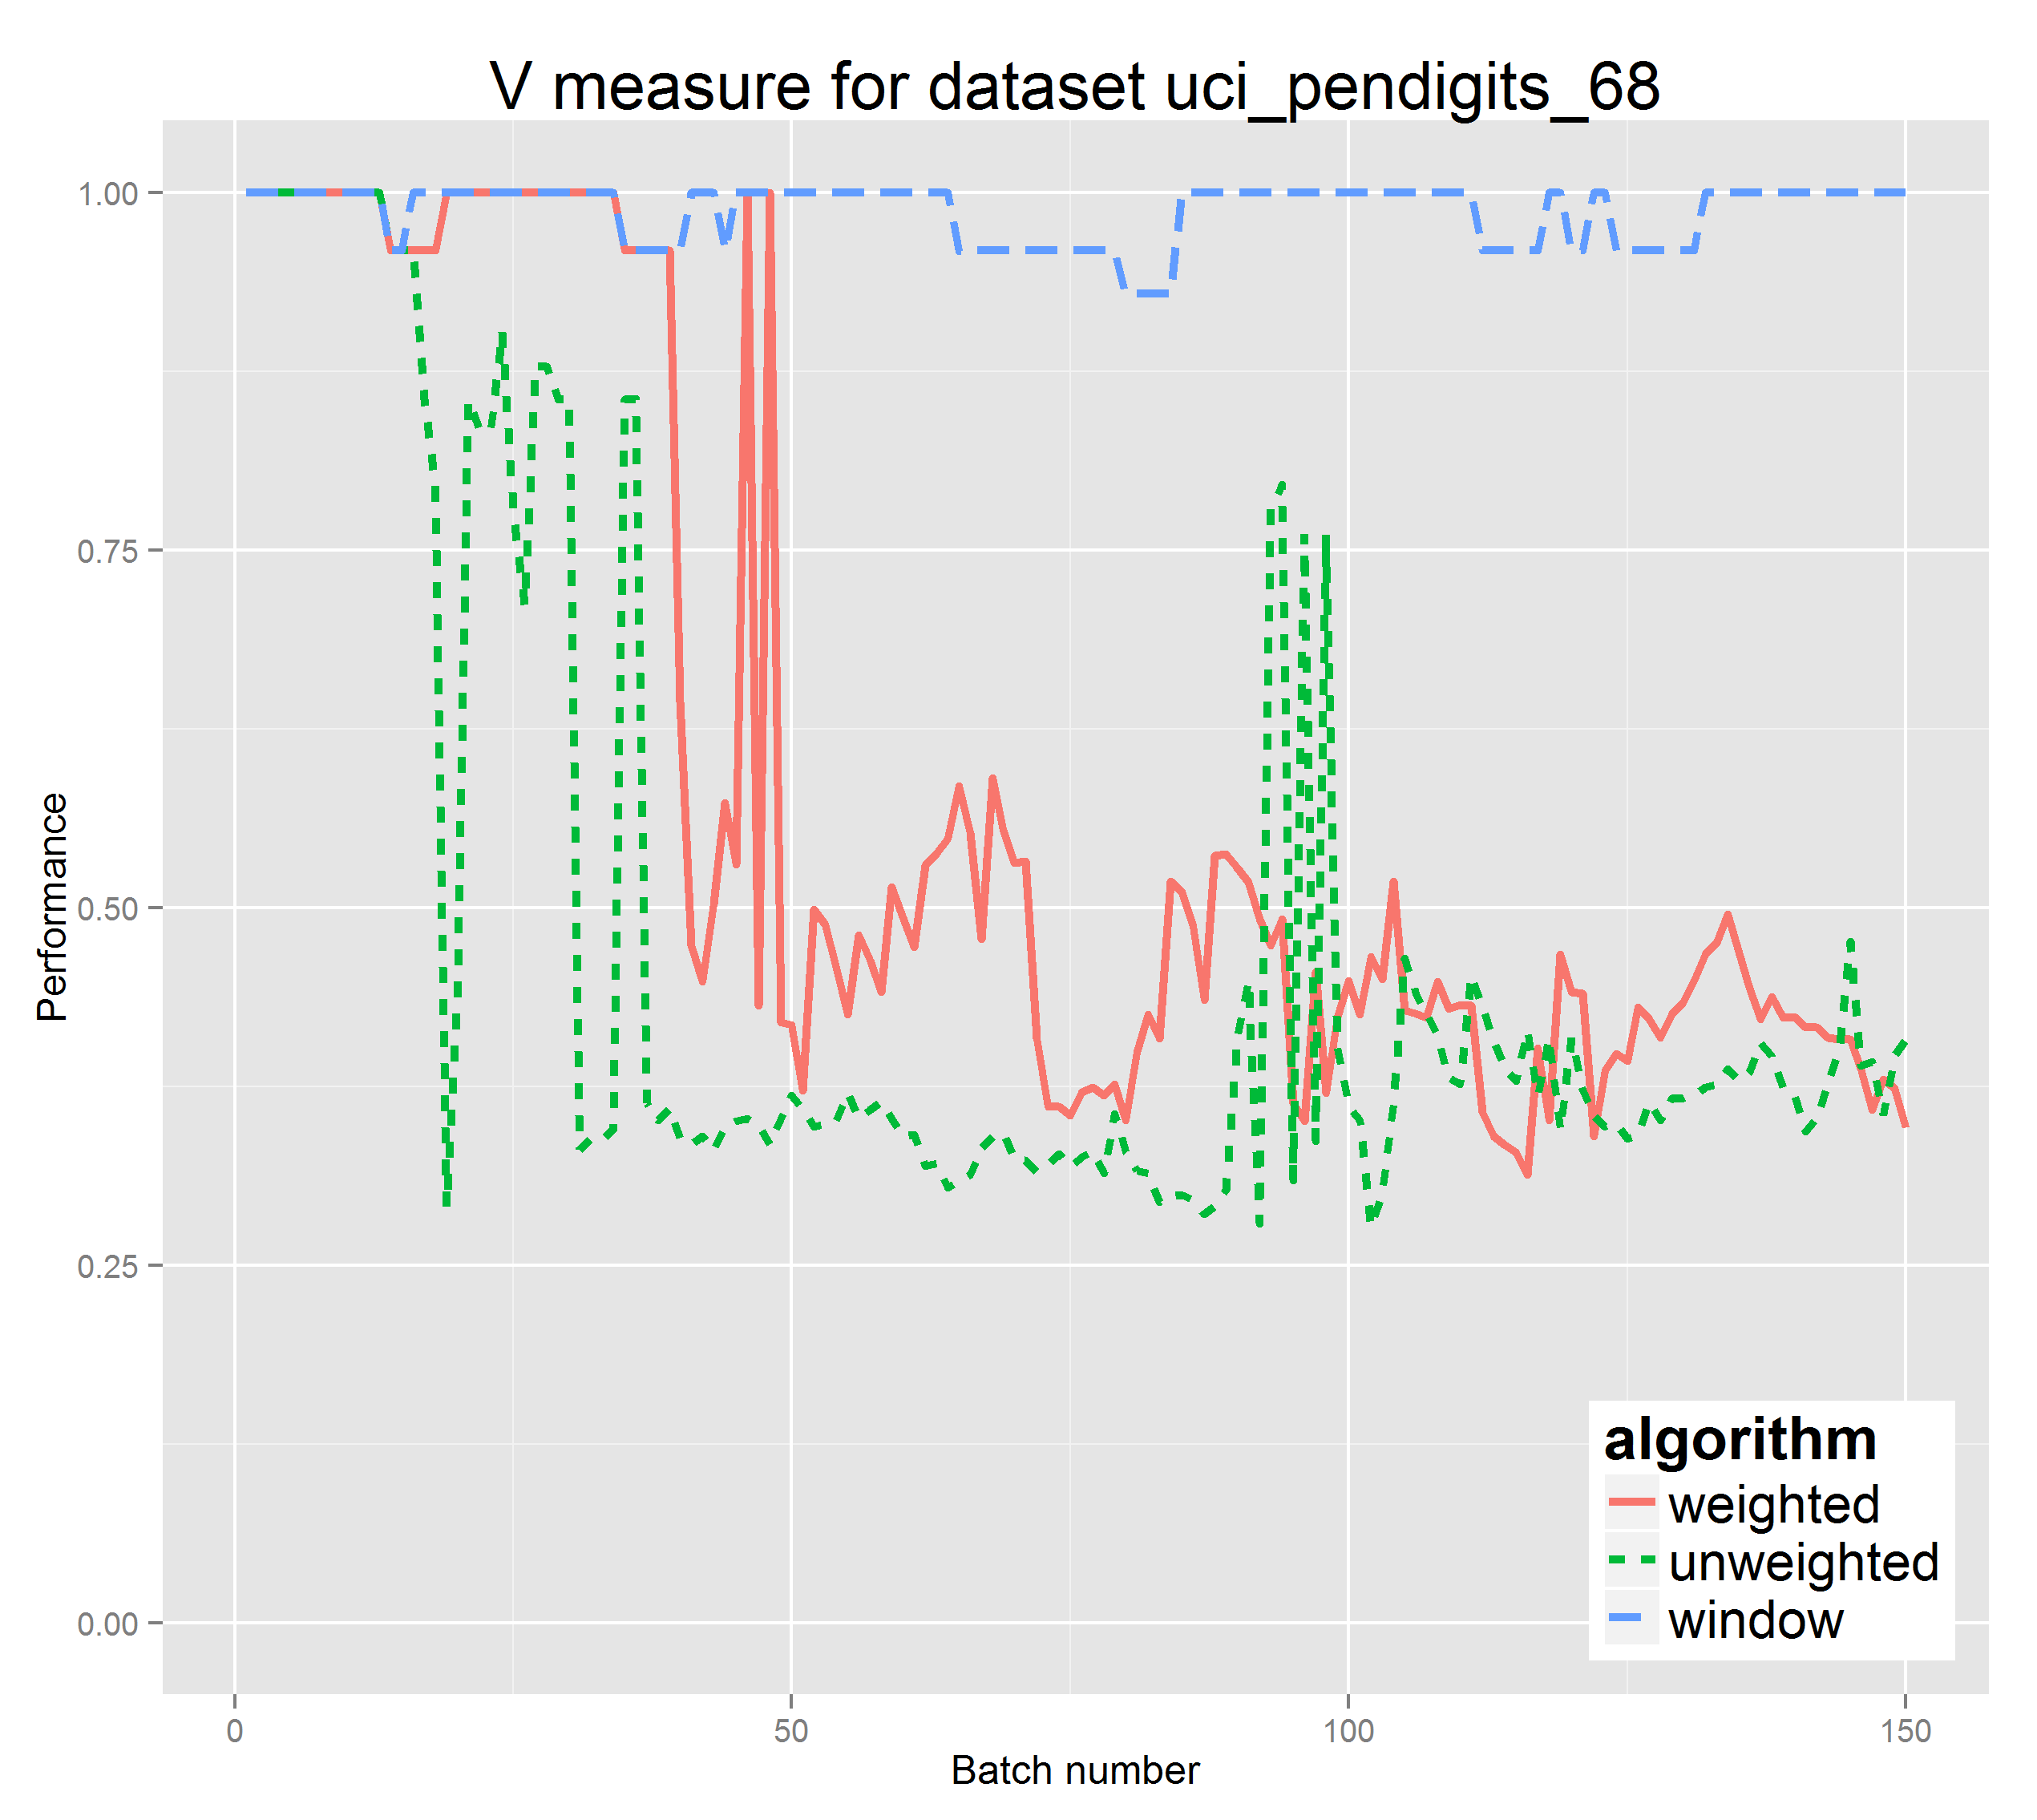 V measure for dataset uci_pendigits_68
1.00
0.75
0.50
0.25
0.00
Performance
0
50
100
150
Batch number
algorithm
weighted
unweighted
window